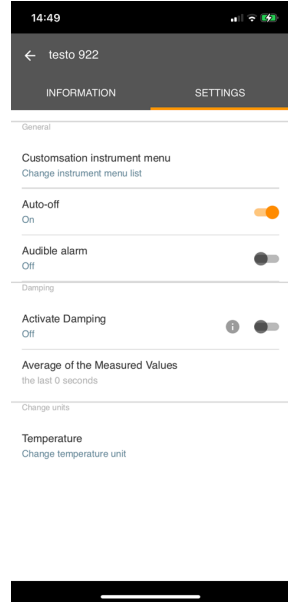 14:49
testo 922
INFORMATION SETTINGS
General
Customsation instrument menu
Change instrument menu list
Auto-off
On
Audible alarm
Off
Damping
Activate Damping
Off
Average of the Measured Values
the last 0 seconds
Change units
Temperature
Change temperature unit